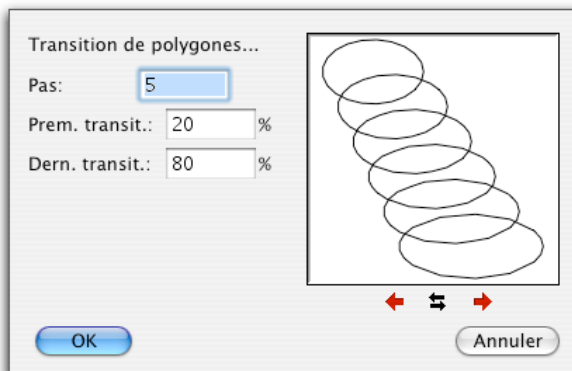 Transition de polygones...
Pas: 5
Prem. transit.: 20 %
Dern. transit.: 80 %
OK
Annuler